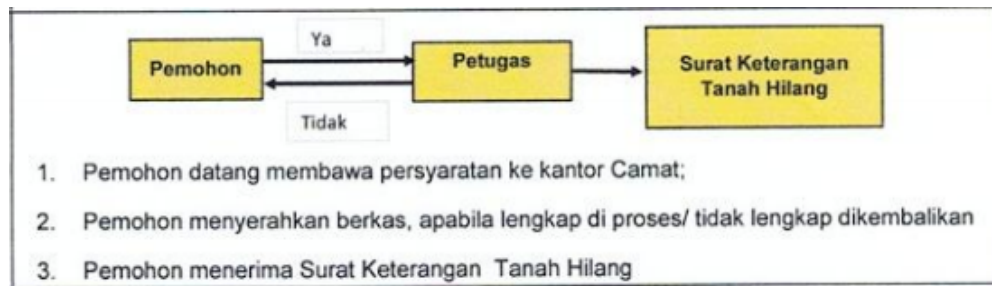 Ya
Pemohon
Petugas
Surat Keterangan
Tanah Hilang
Tidak
1. Pemohon datang membawa persyaratan ke kantor Camat;
2. Pemohon menyerahkan berkas, apabila lengkap di proses/ tidak lengkap dikembalikan
3. Pemohon menerima Surat Keterangan Tanah Hilang